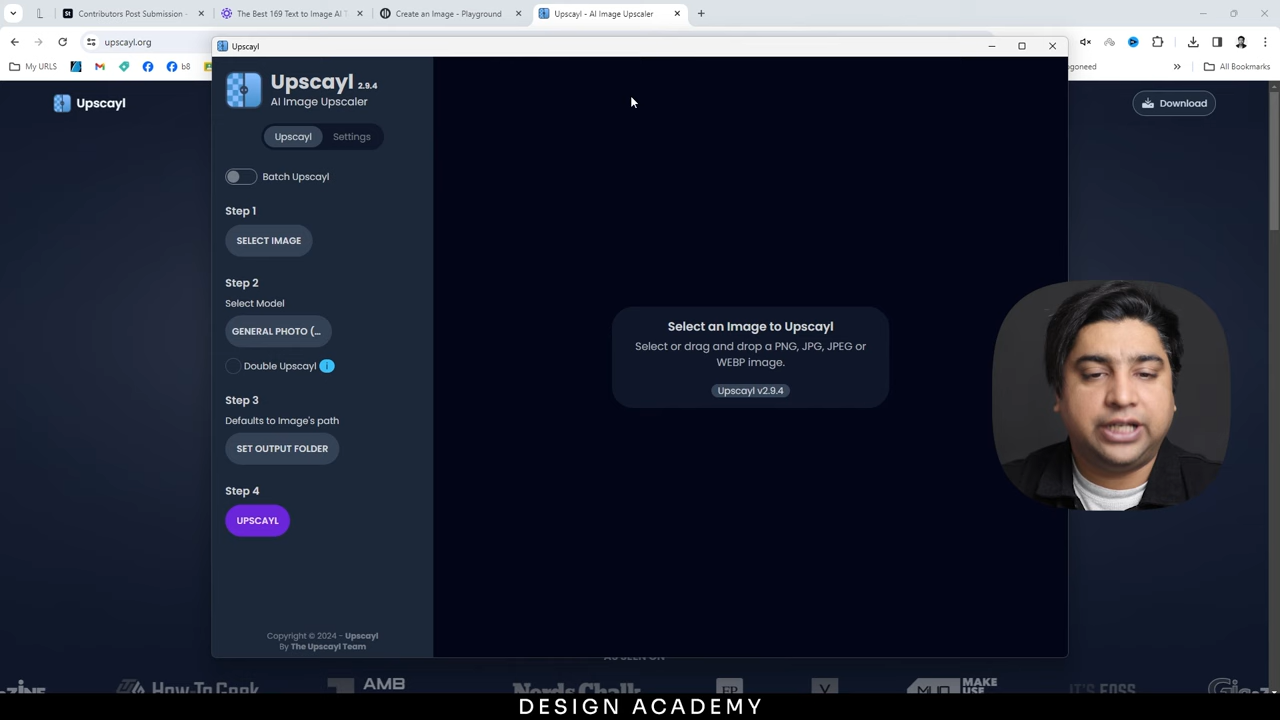 Contributors Post Submission -
The Best 169 Text to Image AI T
Create an Image - Playground
Upscayl - AI Image Upscaler
upscayl.org
My URLS
b8
agoneed
All Bookmarks
Upscayl
Download
Upscayl
Upscayl 2.9.4
AI Image Upscaler
Upscayl
Settings
Batch Upscayl
Step 1
SELECT IMAGE
Step 2
Select Model
GENERAL PHOTO (...
Double Upscayl i
Step 3
Defaults to Image's path
SET OUTPUT FOLDER
Step 4
UPSCAYL
Copyright © 2024 - Upscayl
By The Upscayl Team
Select an Image to Upscayl
Select or drag and drop a PNG, JPG, JPEG or
WEBP image.
Upscayl v2.9.4
AS SEEN ON
How-To Geek
AMB
Nerds Chalk
MUO
MAKE
USE
IT'S FOSS
DESIGN ACADEMY